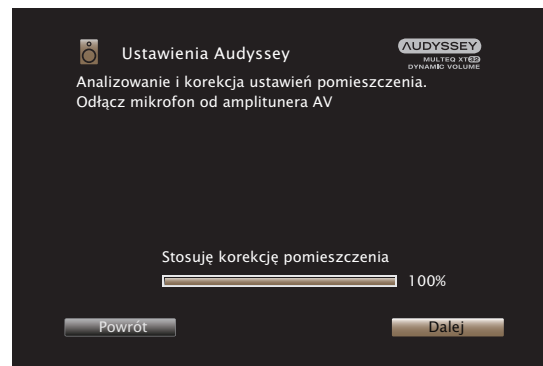 Ustawienia Audyssey
AUDYSSEY
MULTEQ XT32
DYNAMIC VOLUME
Analizowanie i korekcja ustawień pomieszczenia.
Odłącz mikrofon od amplitunera AV
Stosuję korekcję pomieszczenia
100%
Powrót
Dalej